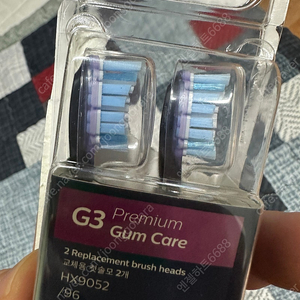 G3 Premium
Gum Care
2 Replacement brush heads
교체용 칫솔모 2개
HX9052
/96